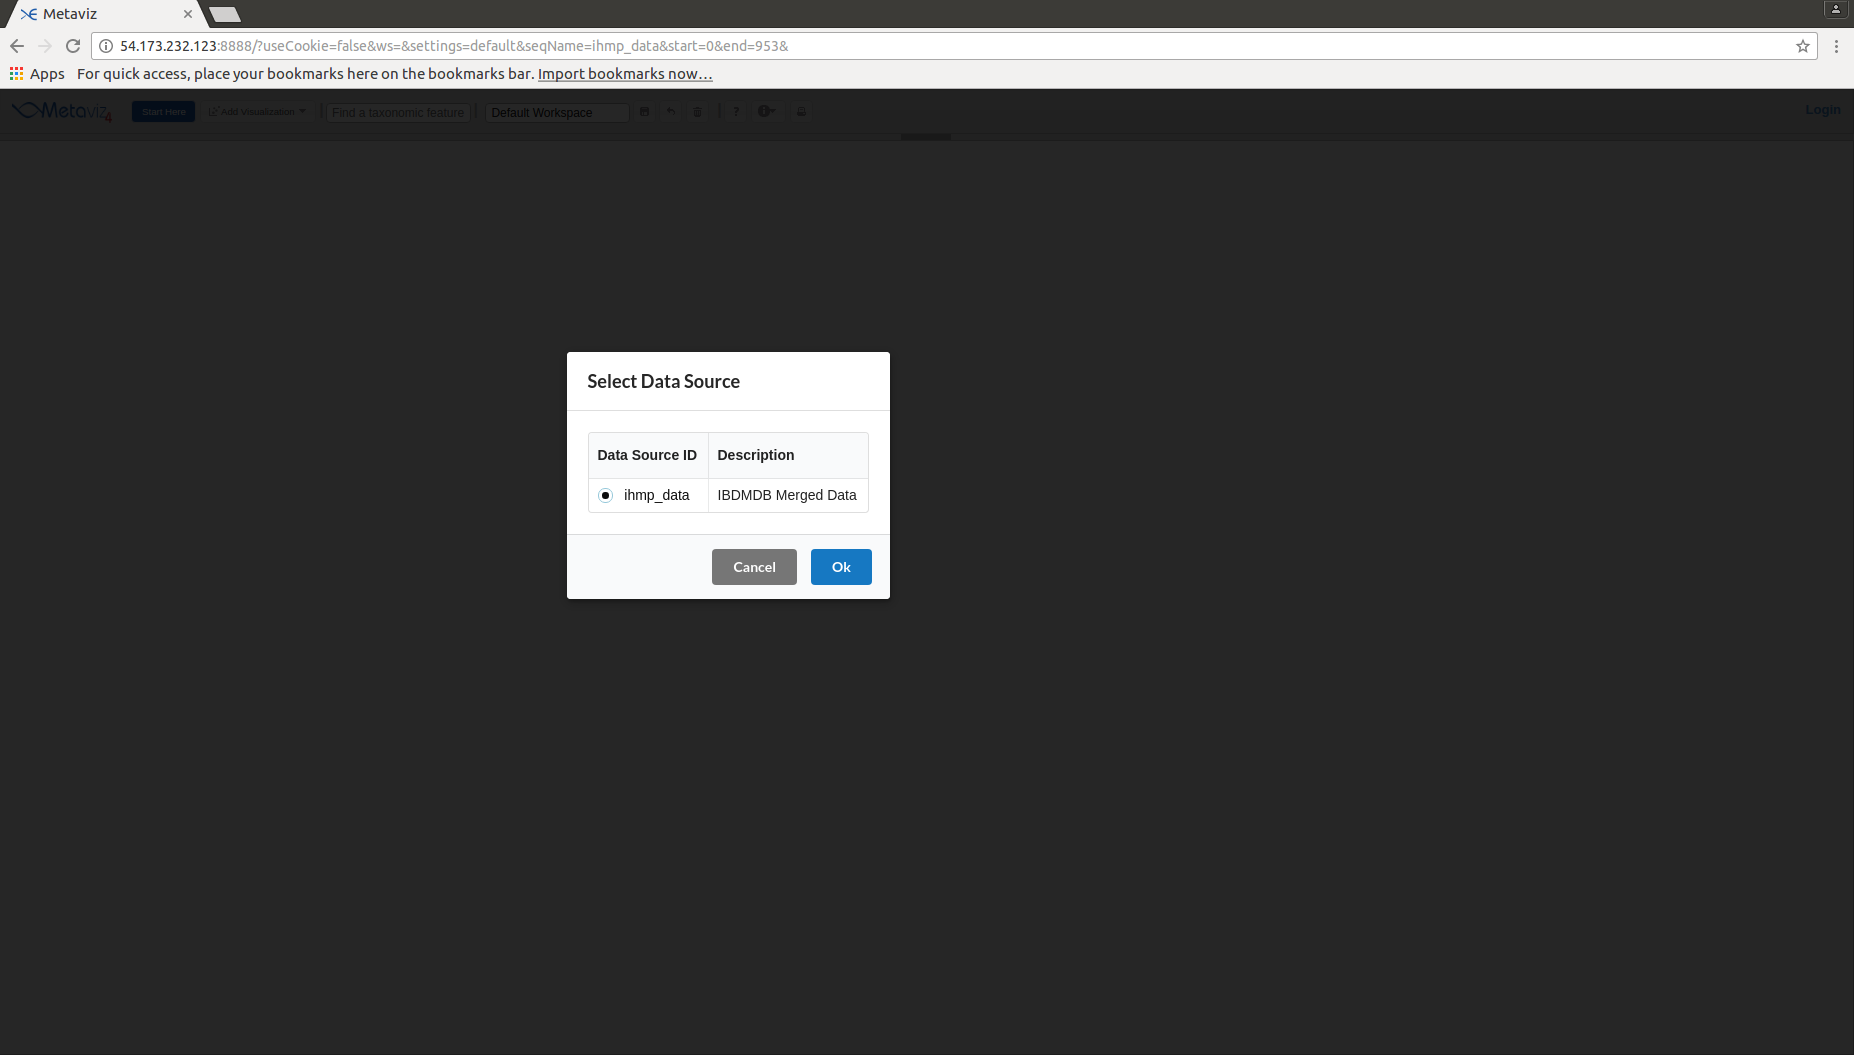 Metaviz
54.173.232.123:8888/?useCookie=false&ws=&settings=default&seqName=ihmp_data&start=0&end=953&
Apps For quick access, place your bookmarks here on the bookmarks bar. Import bookmarks now...
Metaviz 4 Start Here Add Visualization Find a taxonomic feature Default Workspace ? Login
Select Data Source
Data Source ID Description
ihmp_data IBDMDB Merged Data
Cancel Ok